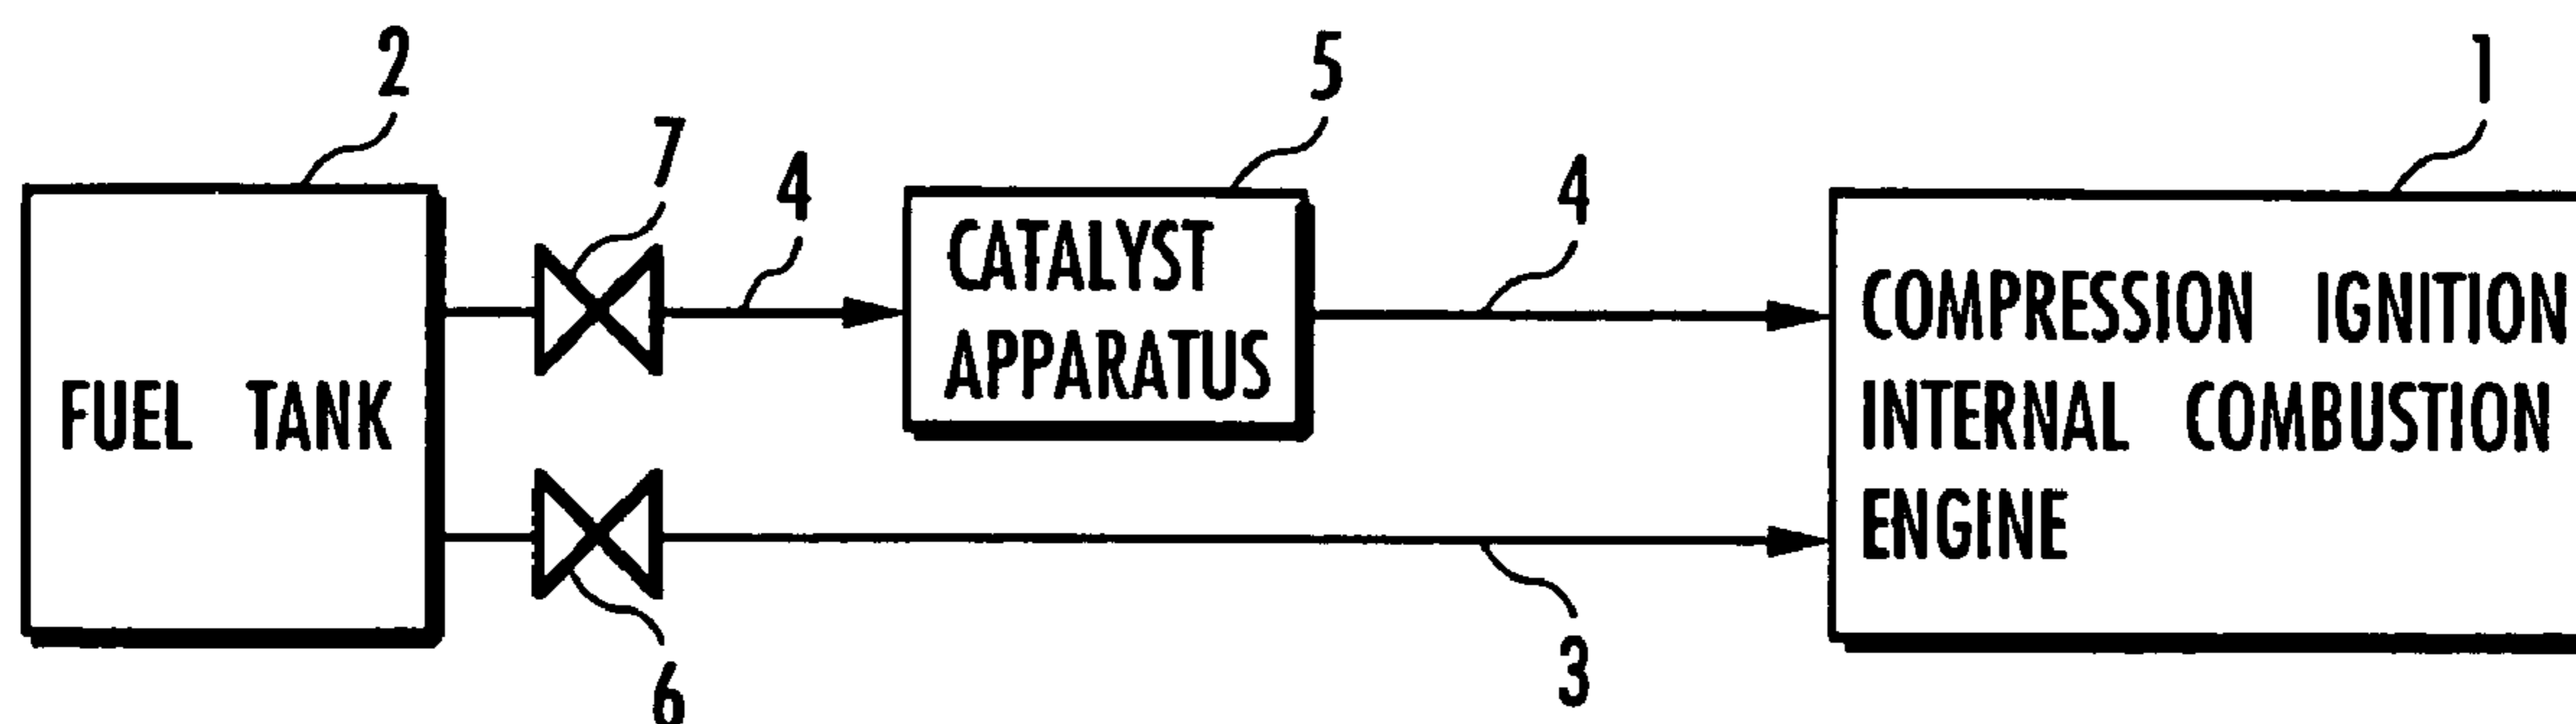 2
5
1
7
4
4
CATALYST
APPARATUS
COMPRESSION IGNITION
INTERNAL COMBUSTION
ENGINE
FUEL TANK
6
3